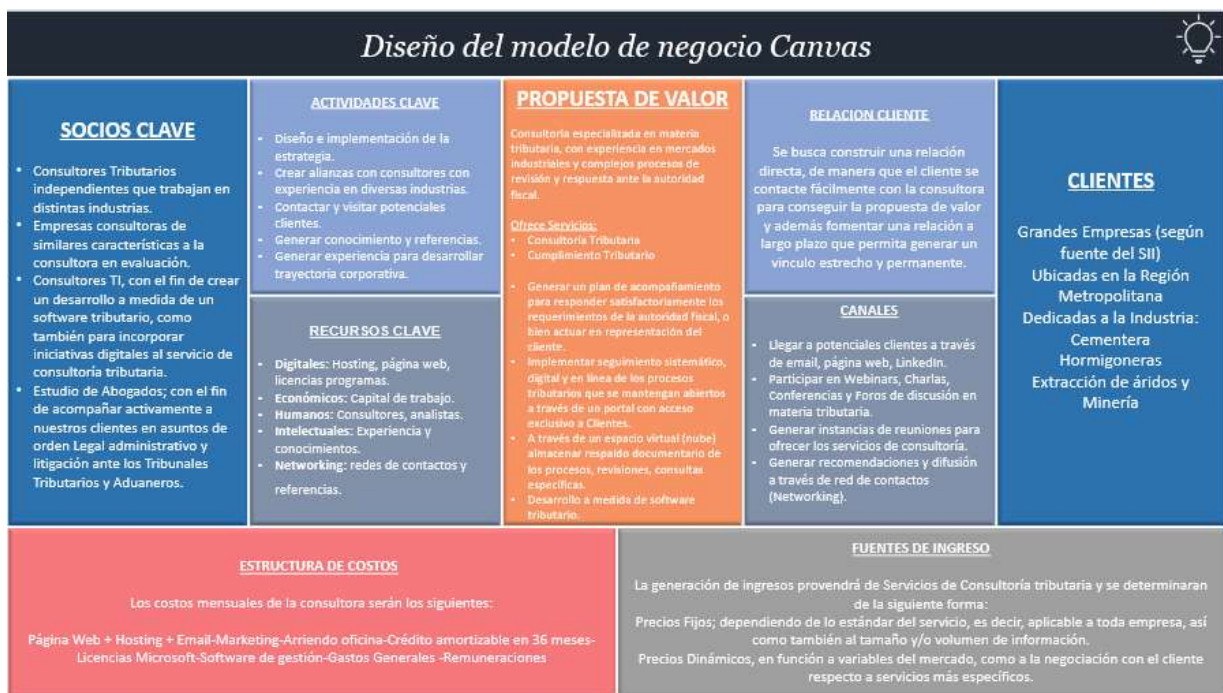 Diseño del modelo de negocio Canvas
SOCIOS CLAVE
• Consultores Tributarios
independientes que trabajan en
distintas industrias.
• Empresas consultoras de
similares características a la
consultora en evaluación.
• Consultores TI, con el fin de crear
un desarrollo a medida de un
software tributario, como
también para incorporar
iniciativas digitales al servicio de
consultoría tributaria.
• Estudio de Abogados; con el fin
de acompañar activamente a
nuestros clientes en asuntos de
orden Legal administrativo y
litigación ante los Tribunales
Tributarios y Aduaneros.
ACTIVIDADES CLAVE
• Diseño e implementación de la
estrategia.
• Crear alianzas con consultores con
experiencia en diversas industrias.
• Contactar y visitar potenciales
clientes.
• Generar conocimiento y referencias.
• Generar experiencia para desarrollar
trayectoria corporativa.
RECURSOS CLAVE
• Digitales: Hosting, página web,
licencias programas.
• Económicos: Capital de trabajo.
• Humanos: Consultores, analistas.
• Intelectuales: Experiencia y
conocimientos.
• Networking: redes de contactos y
referencias.
PROPUESTA DE VALOR
Consultoría especializada en materia
tributaria, con experiencia en mercados
industriales y complejos procesos de
revisión y respuesta ante la autoridad
fiscal.
Ofrece Servicios:
• Consultoría Tributaria
• Cumplimiento Tributario
• Generar un plan de acompañamiento
para responder satisfactoriamente los
requerimientos de la autoridad fiscal, o
bien actuar en representación del
cliente.
• Implementar seguimiento sistemático,
digital y en línea de los procesos
tributarios que se mantengan abiertos
a través de un portal con acceso
exclusivo a Clientes.
• A través de un espacio virtual (nube)
almacenar respaldo documentario de
los procesos, revisiones, consultas
específicas.
• Desarrollo a medida de software
tributario.
RELACION CLIENTE
Se busca construir una relación
directa, de manera que el cliente se
contacte fácilmente con la consultora
para conseguir la propuesta de valor
y además fomentar una relación a
largo plazo que permita generar un
vinculo estrecho y permanente.
CANALES
• Llegar a potenciales clientes a través
de email, página web, LinkedIn.
• Participar en Webinars, Charlas,
Conferencias y Foros de discusión en
materia tributaria.
• Generar instancias de reuniones para
ofrecer los servicios de consultoría.
• Generar recomendaciones y difusión
a través de red de contactos
(Networking).
CLIENTES
Grandes Empresas (según
fuente del SII)
Ubicadas en la Región
Metropolitana
Dedicadas a la Industria:
Cementera
Hormigoneras
Extracción de áridos y
Minería
ESTRUCTURA DE COSTOS
Los costos mensuales de la consultora serán los siguientes:
Página Web + Hosting + Email-Marketing-Arriendo oficina-Crédito amortizable en 36 meses-
Licencias Microsoft-Software de gestión-Gastos Generales -Remuneraciones
FUENTES DE INGRESO
La generación de ingresos provendrá de Servicios de Consultoría tributaria y se determinaran
de la siguiente forma:
Precios Fijos; dependiendo de lo estándar del servicio, es decir, aplicable a toda empresa, así
como también al tamaño y/o volumen de información.
Precios Dinámicos, en función a variables del mercado, como a la negociación con el cliente
respecto a servicios más específicos.